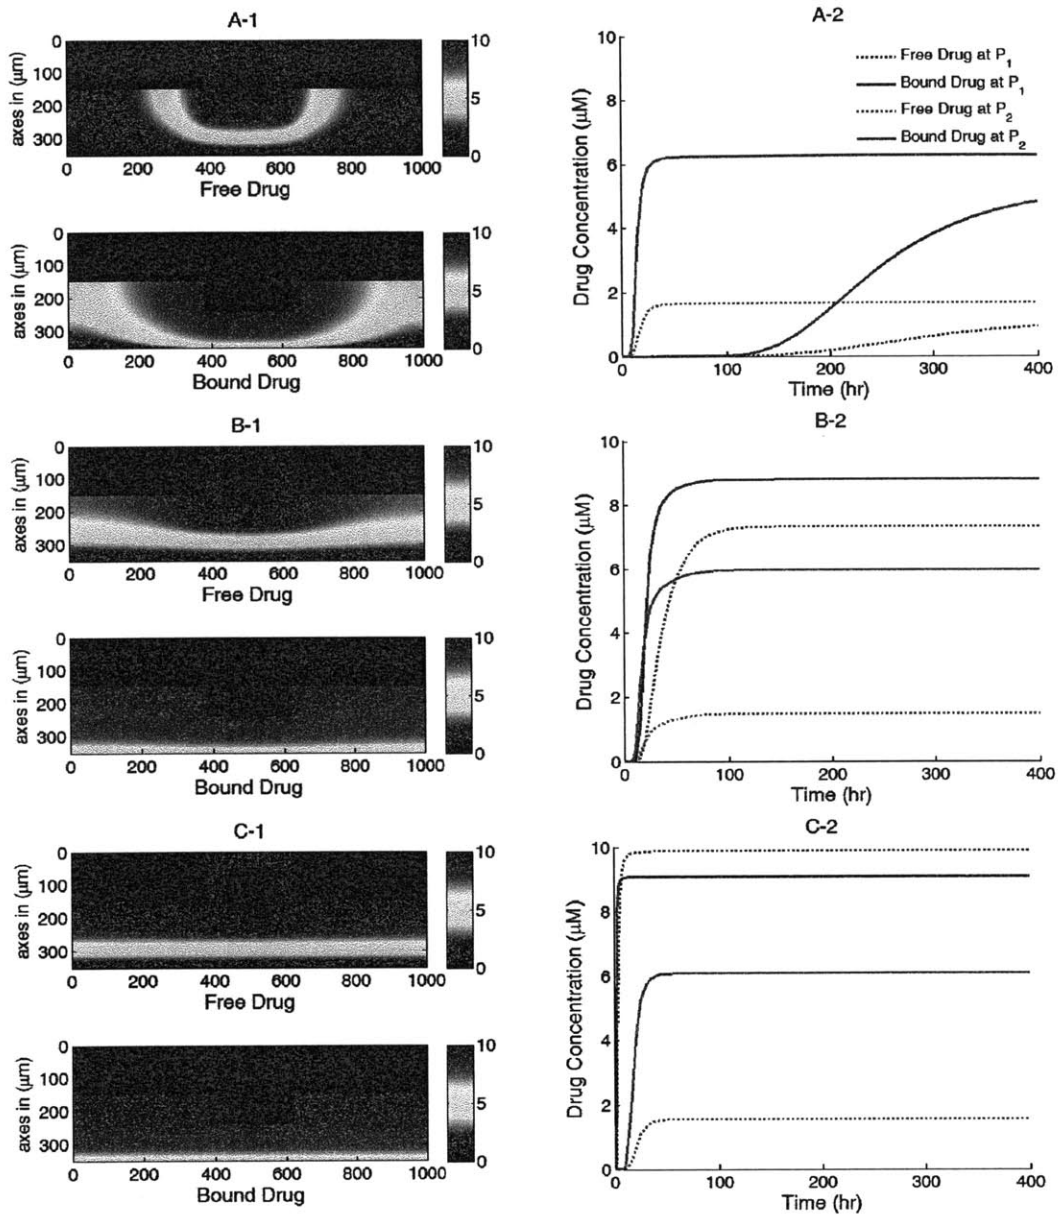 A-1
0
100
200
300
axes in (μm)
0 200 400 600 800 1000
Free Drug
10
5
0
0
100
200
300
axes in (μm)
0 200 400 600 800 1000
Bound Drug
10
5
0
A-2
10
8
6
4
2
0
Drug Concentration (μM)
Free Drug at P1
Bound Drug at P1
Free Drug at P2
Bound Drug at P2
0 100 200 300 400
Time (hr)
B-1
0
100
200
300
axes in (μm)
0 200 400 600 800 1000
Free Drug
10
5
0
0
100
200
300
axes in (μm)
0 200 400 600 800 1000
Bound Drug
10
5
0
B-2
10
8
6
4
2
0
Drug Concentration (μM)
0 100 200 300 400
Time (hr)
C-1
0
100
200
300
axes in (μm)
0 200 400 600 800 1000
Free Drug
10
5
0
0
100
200
300
axes in (μm)
0 200 400 600 800 1000
Bound Drug
10
5
0
C-2
10
8
6
4
2
0
Drug Concentration (μM)
0 100 200 300 400
Time (hr)